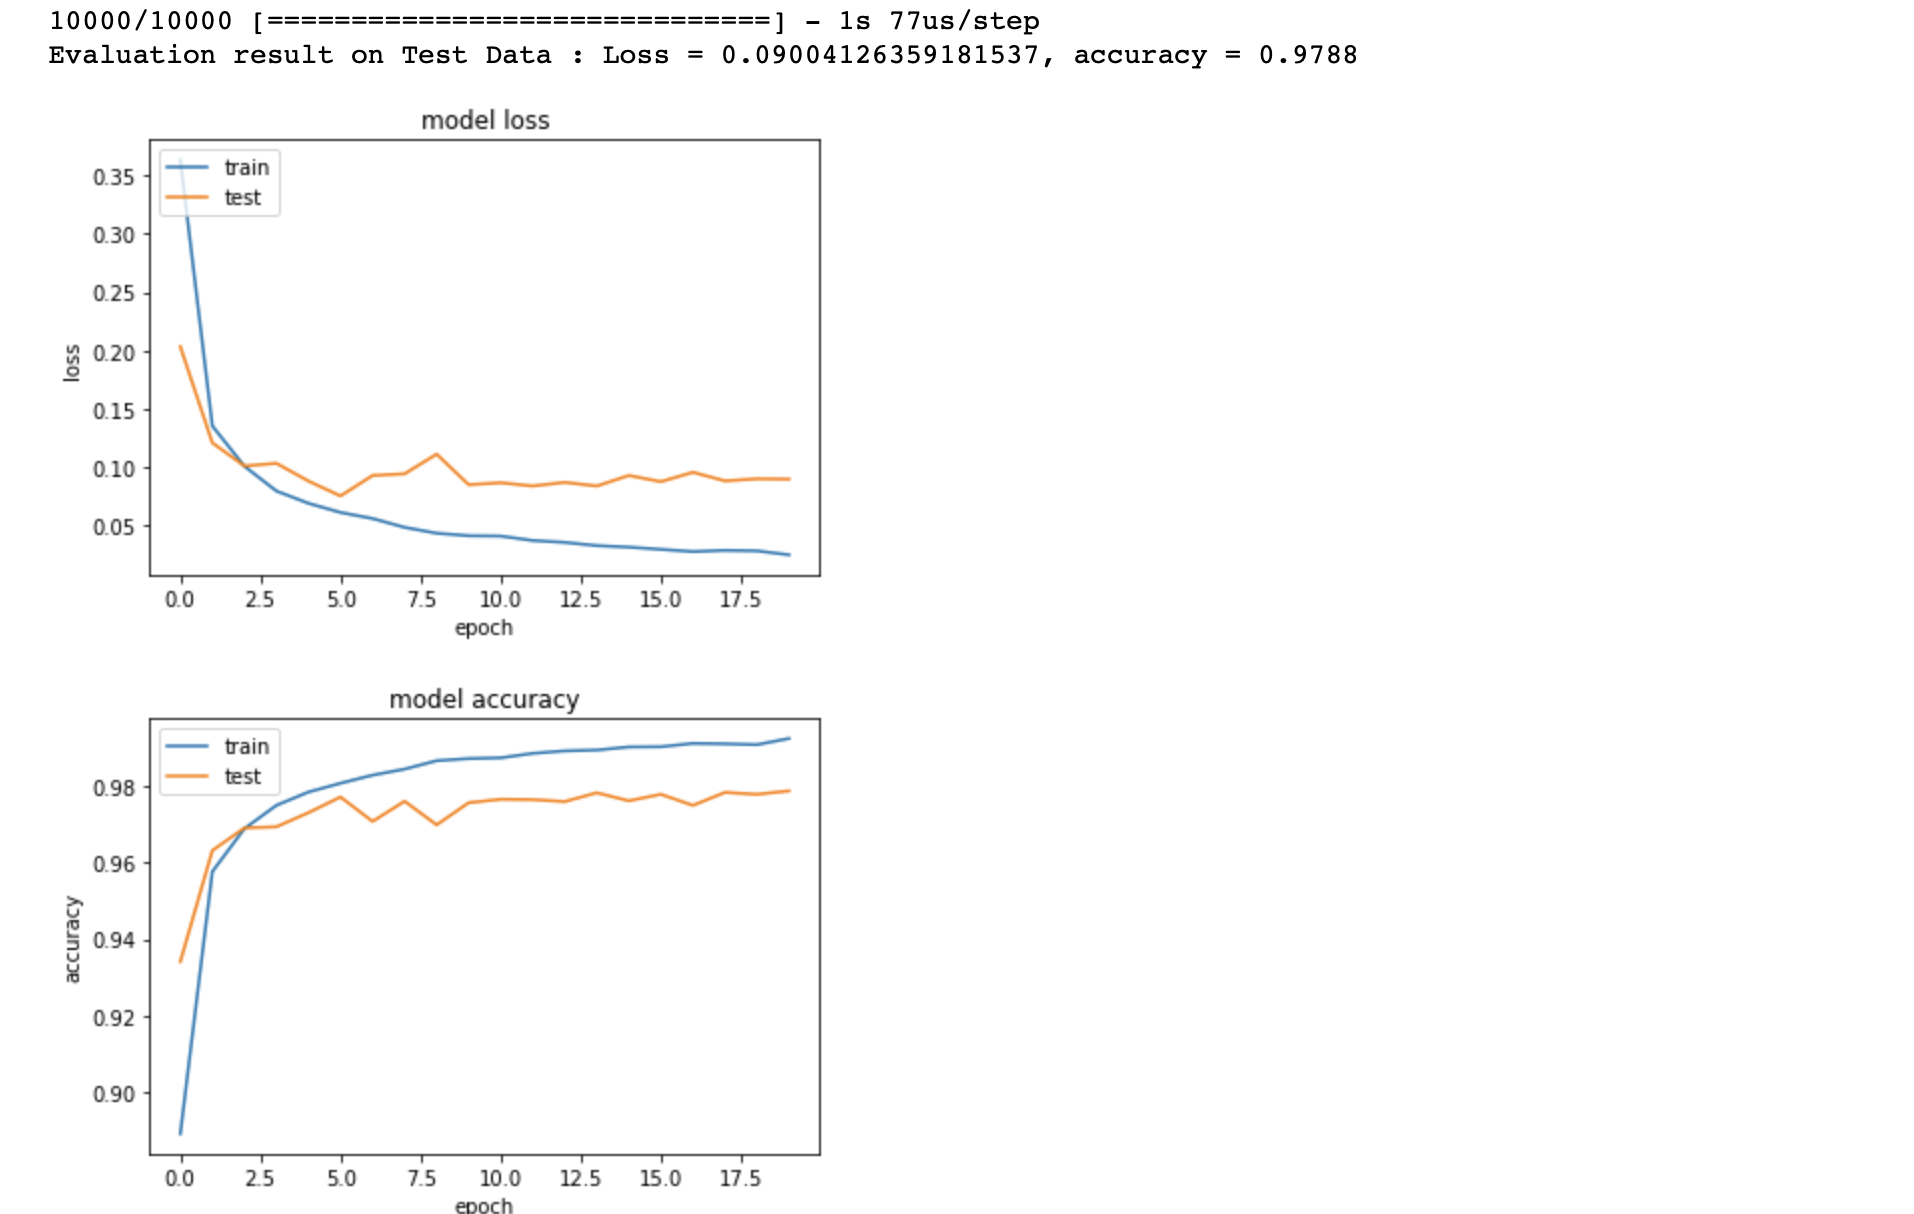 10000/10000 [==============================] - 1s 77us/step
Evaluation result on Test Data : Loss = 0.09004126359181537, accuracy = 0.9788
model loss
train
test
0.35
0.30
0.25
0.20
0.15
0.10
0.05
loss
0.0 2.5 5.0 7.5 10.0 12.5 15.0 17.5
epoch
model accuracy
train
test
0.98
0.96
0.94
0.92
0.90
accuracy
0.0 2.5 5.0 7.5 10.0 12.5 15.0 17.5
epoch